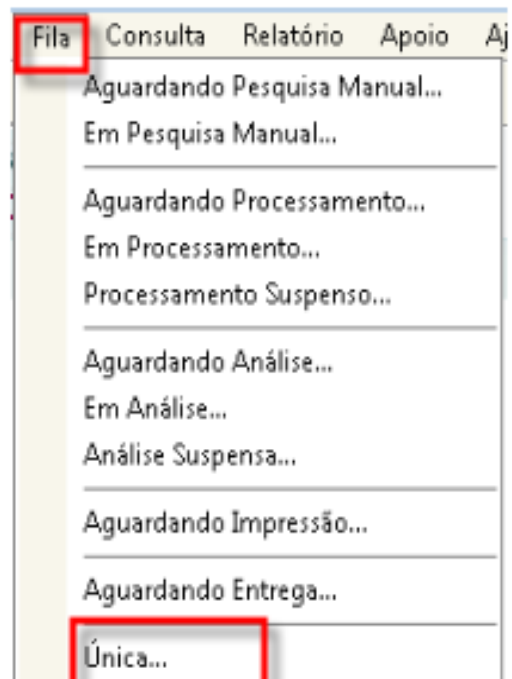 Fila Consulta Relatório Apoio Aj
Aguardando Pesquisa Manual...
Em Pesquisa Manual...
Aguardando Processamento...
Em Processamento...
Processamento Suspenso...
Aguardando Análise...
Em Análise...
Análise Suspensa...
Aguardando Impressão...
Aguardando Entrega...
Única...